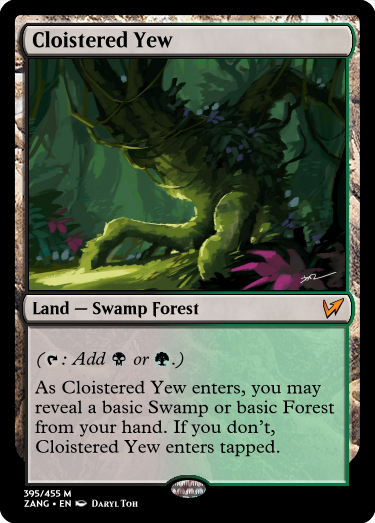 Cloistered Yew
Land — Swamp Forest
(: Add or .)
As Cloistered Yew enters, you may
reveal a basic Swamp or basic Forest
from your hand. If you don't,
Cloistered Yew enters tapped.
395/455 M
ZANG • EN Daryl Toh